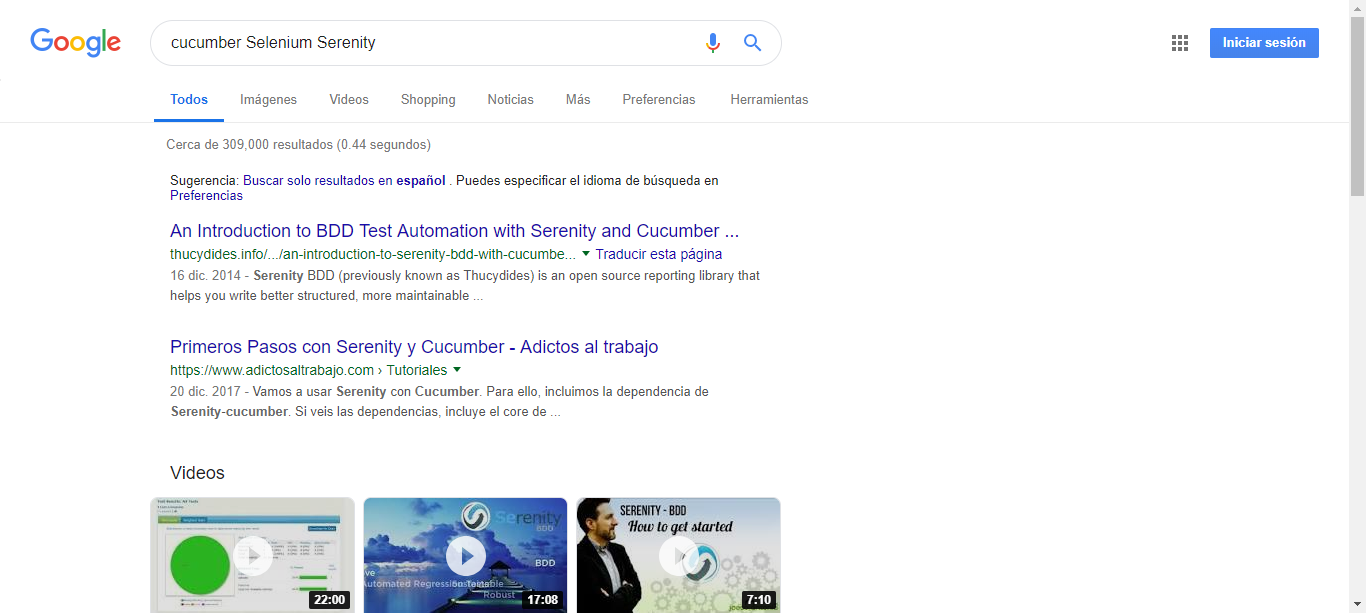 Google
cucumber Selenium Serenity
Iniciar sesión
Todos Imágenes Videos Shopping Noticias Más Preferencias Herramientas
Cerca de 309,000 resultados (0.44 segundos)
Sugerencia: Buscar solo resultados en español . Puedes especificar el idioma de búsqueda en
Preferencias
An Introduction to BDD Test Automation with Serenity and Cucumber ...
thucydides.info/.../an-introduction-to-serenity-bdd-with-cucumbe... Traducir esta página
16 dic. 2014 - Serenity BDD (previously known as Thucydides) is an open source reporting library that
helps you write better structured, more maintainable ...
Primeros Pasos con Serenity y Cucumber - Adictos al trabajo
https://www.adictosaltrabajo.com › Tutoriales
20 dic. 2017 - Vamos a usar Serenity con Cucumber. Para ello, incluimos la dependencia de
Serenity-cucumber. Si veis las dependencias, incluye el core de ...
Videos
22:00
Serenity
BDD
BDD
Automated Regression Testable
Robust
17:08
SERENITY - BDD
How to get started
7:10